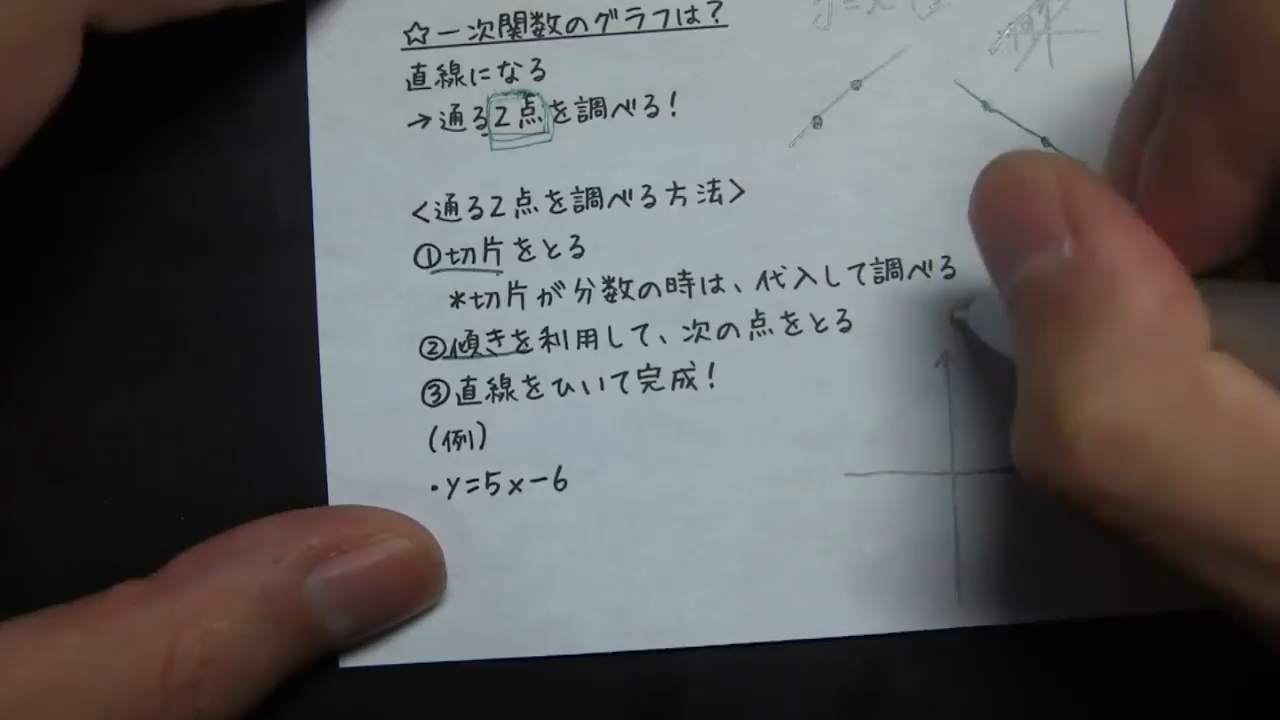 ☆一次関数のグラフは?
直線になる
→通る2点を調べる!
<通る2点を調べる方法>
①切片をとる
*切片が分数の時は、代入して調べる
②傾きを利用して、次の点をとる
③直線をひいて完成!
(例)
・y=5x-6